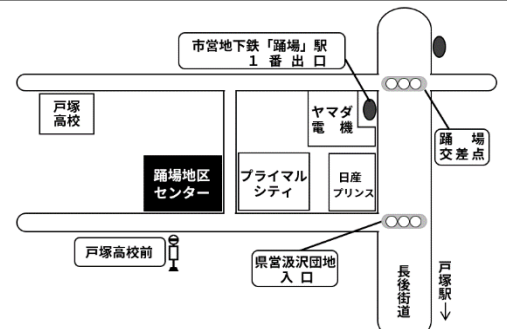 市営地下鉄「踊場」駅
1番出口
戸塚
高校
ヤマダ
電機
踊場
交差点
踊場地区
センター
プライマル
シティ
日産
プリンス
戸塚高校前
県営汲沢団地
入口
長後街道
戸塚駅